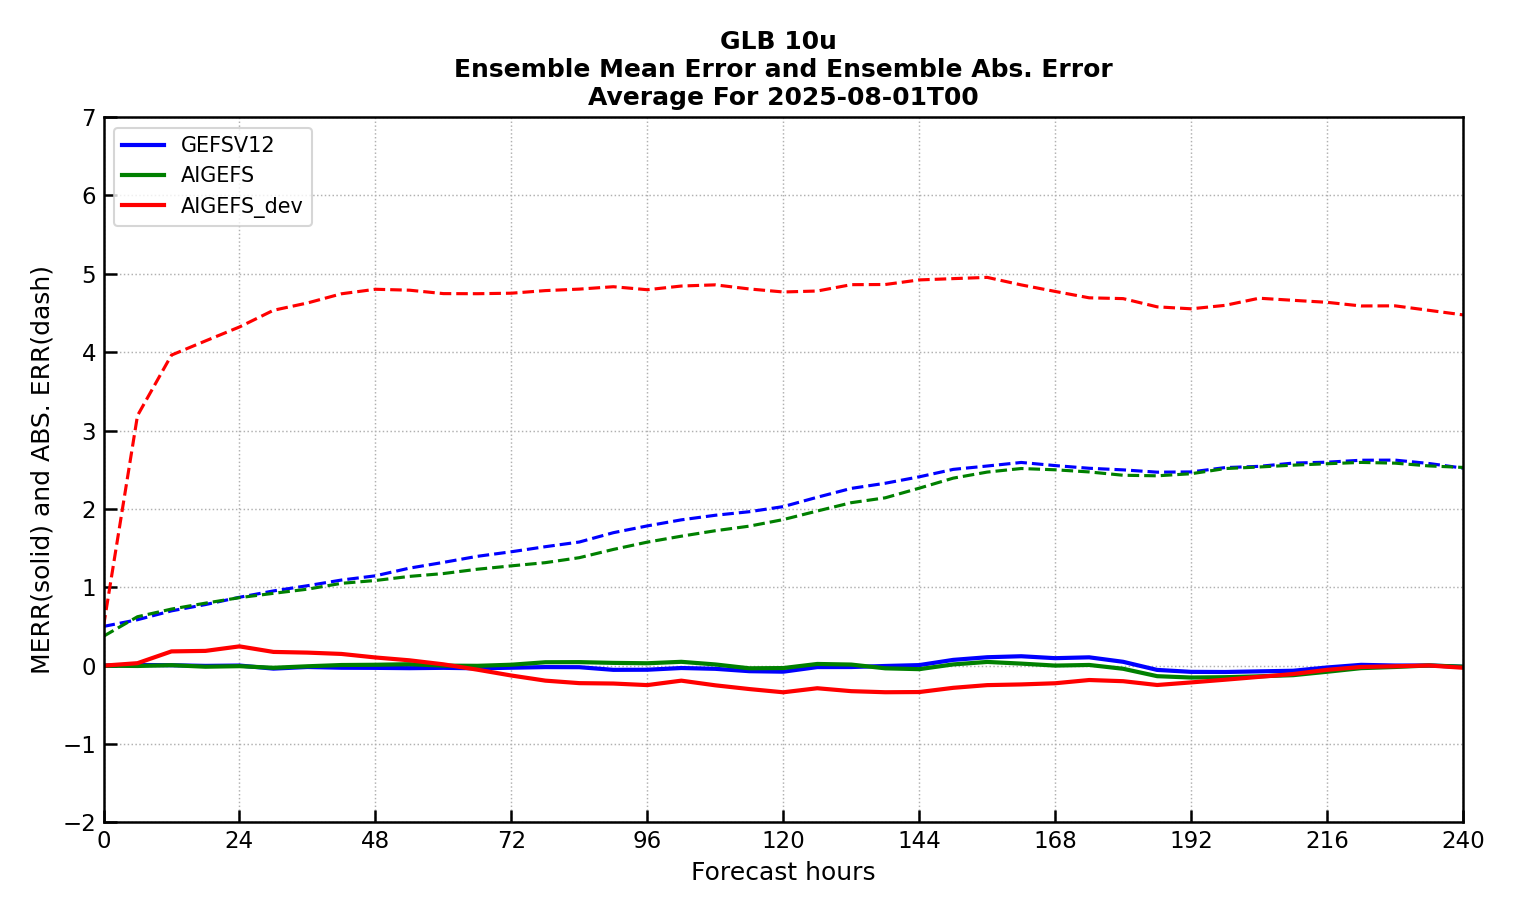 GLB 10u
Ensemble Mean Error and Ensemble Abs. Error
Average For 2025-08-01T00
GEFSV12
AIGEFS
AIGEFS_dev
MERR(solid) and ABS. ERR(dash)
7
6
5
4
3
2
1
0
−1
−2
0 24 48 72 96 120 144 168 192 216 240
Forecast hours